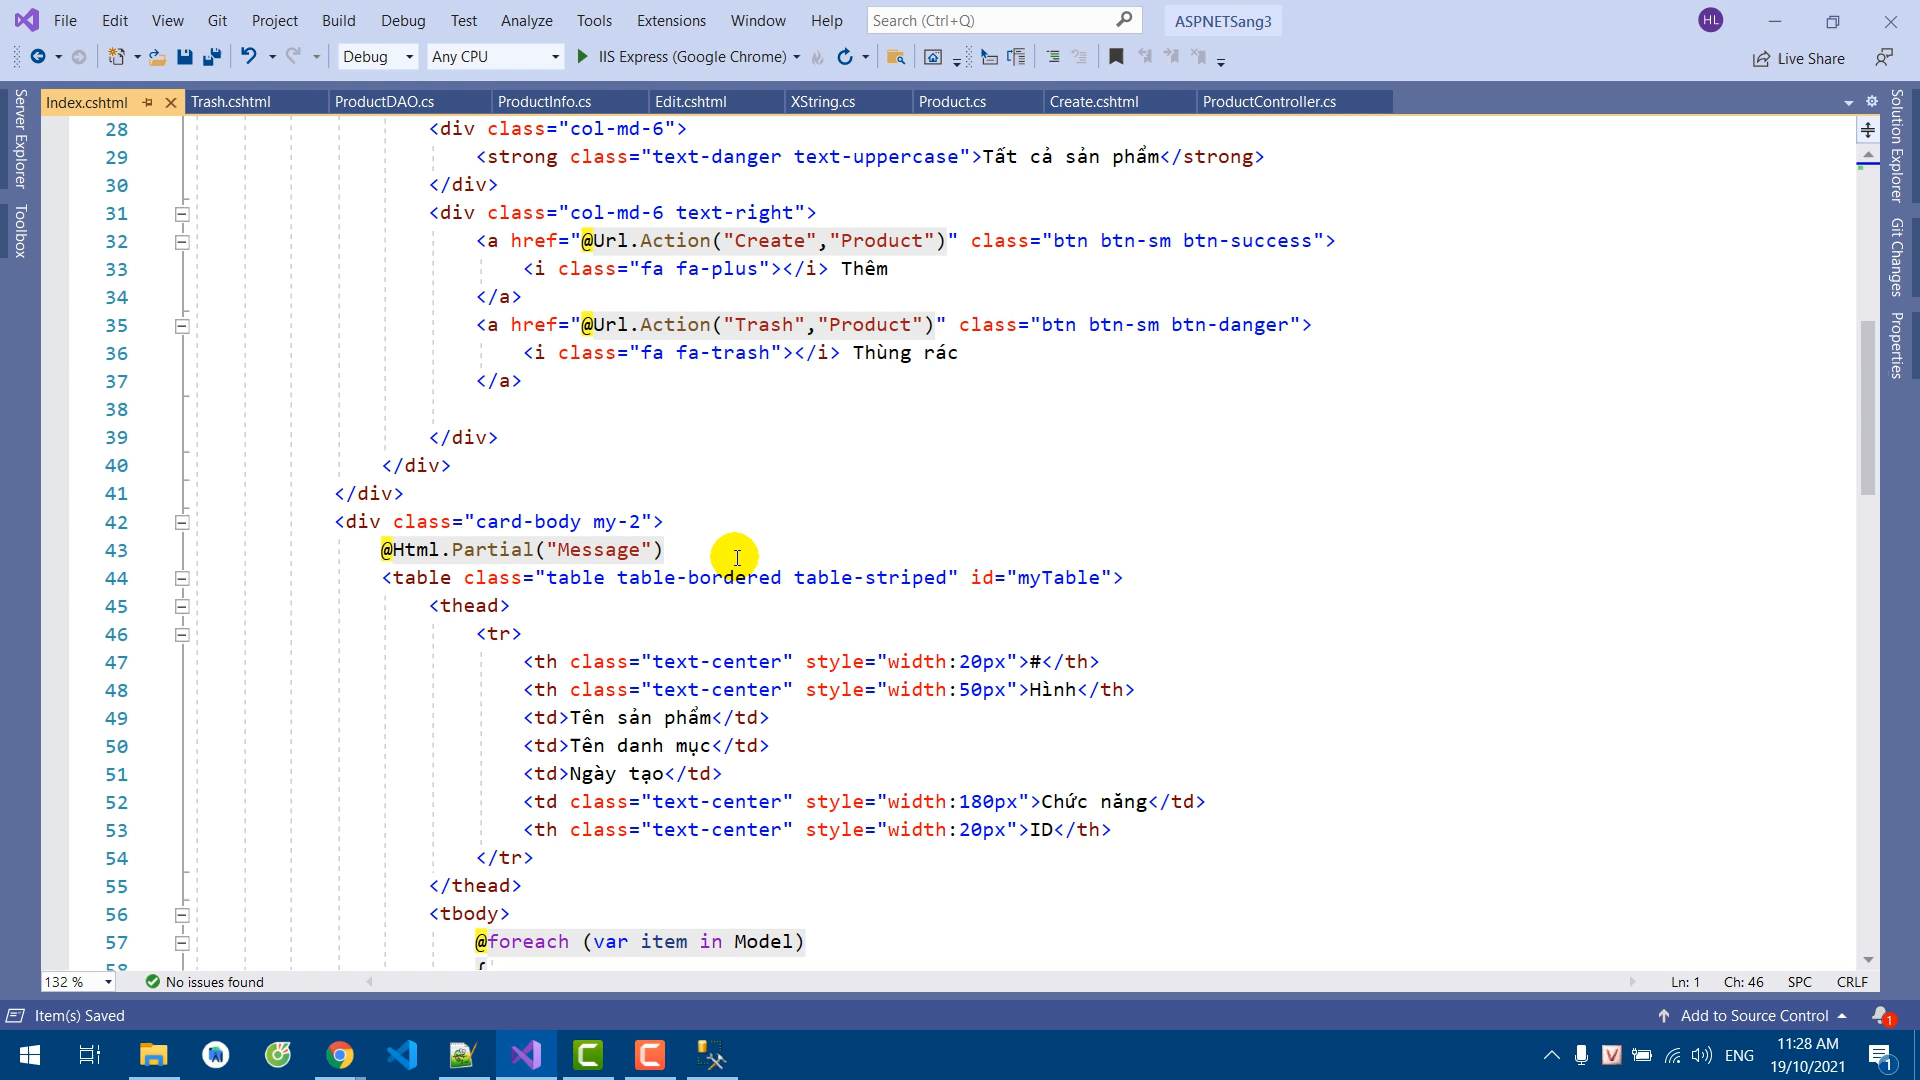 File Edit View Git Project Build Debug Test Analyze Tools Extensions Window Help Search (Ctrl+Q) ASPNETSang3 HL
Debug Any CPU IIS Express (Google Chrome) Live Share
Index.cshtml Trash.cshtml ProductDAO.cs ProductInfo.cs Edit.cshtml XString.cs Product.cs Create.cshtml ProductController.cs
Server Explorer
Toolbox
Solution Explorer
Git Changes
Properties
28 <div class="col-md-6">
29 <strong class="text-danger text-uppercase">Tất cả sản phẩm</strong>
30 </div>
31 <div class="col-md-6 text-right">
32 <a href="@Url.Action("Create","Product")" class="btn btn-sm btn-success">
33 <i class="fa fa-plus"></i> Thêm
34 </a>
35 <a href="@Url.Action("Trash","Product")" class="btn btn-sm btn-danger">
36 <i class="fa fa-trash"></i> Thùng rác
37 </a>
38
39 </div>
40 </div>
41 </div>
42 <div class="card-body my-2">
43 @Html.Partial("Message")
44 <table class="table table-bordered table-striped" id="myTable">
45 <thead>
46 <tr>
47 <th class="text-center" style="width:20px">#</th>
48 <th class="text-center" style="width:50px">Hình</th>
49 <td>Tên sản phẩm</td>
50 <td>Tên danh mục</td>
51 <td>Ngày tạo</td>
52 <td class="text-center" style="width:180px">Chức năng</td>
53 <th class="text-center" style="width:20px">ID</th>
54 </tr>
55 </thead>
56 <tbody>
57 @foreach (var item in Model)
58 {
132 % No issues found Ln: 1 Ch: 46 SPC CRLF
Item(s) Saved Add to Source Control 1
ENG 11:28 AM
19/10/2021 1